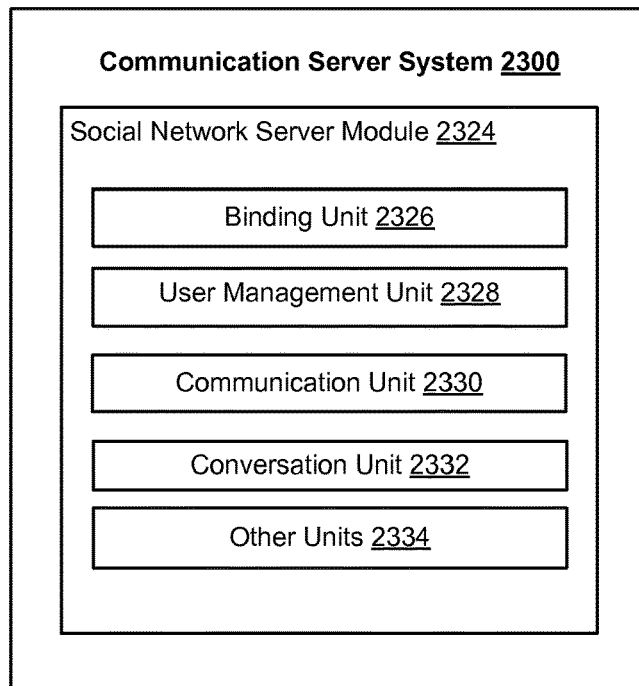 Communication Server System 2300
Social Network Server Module 2324
Binding Unit 2326
User Management Unit 2328
Communication Unit 2330
Conversation Unit 2332
Other Units 2334